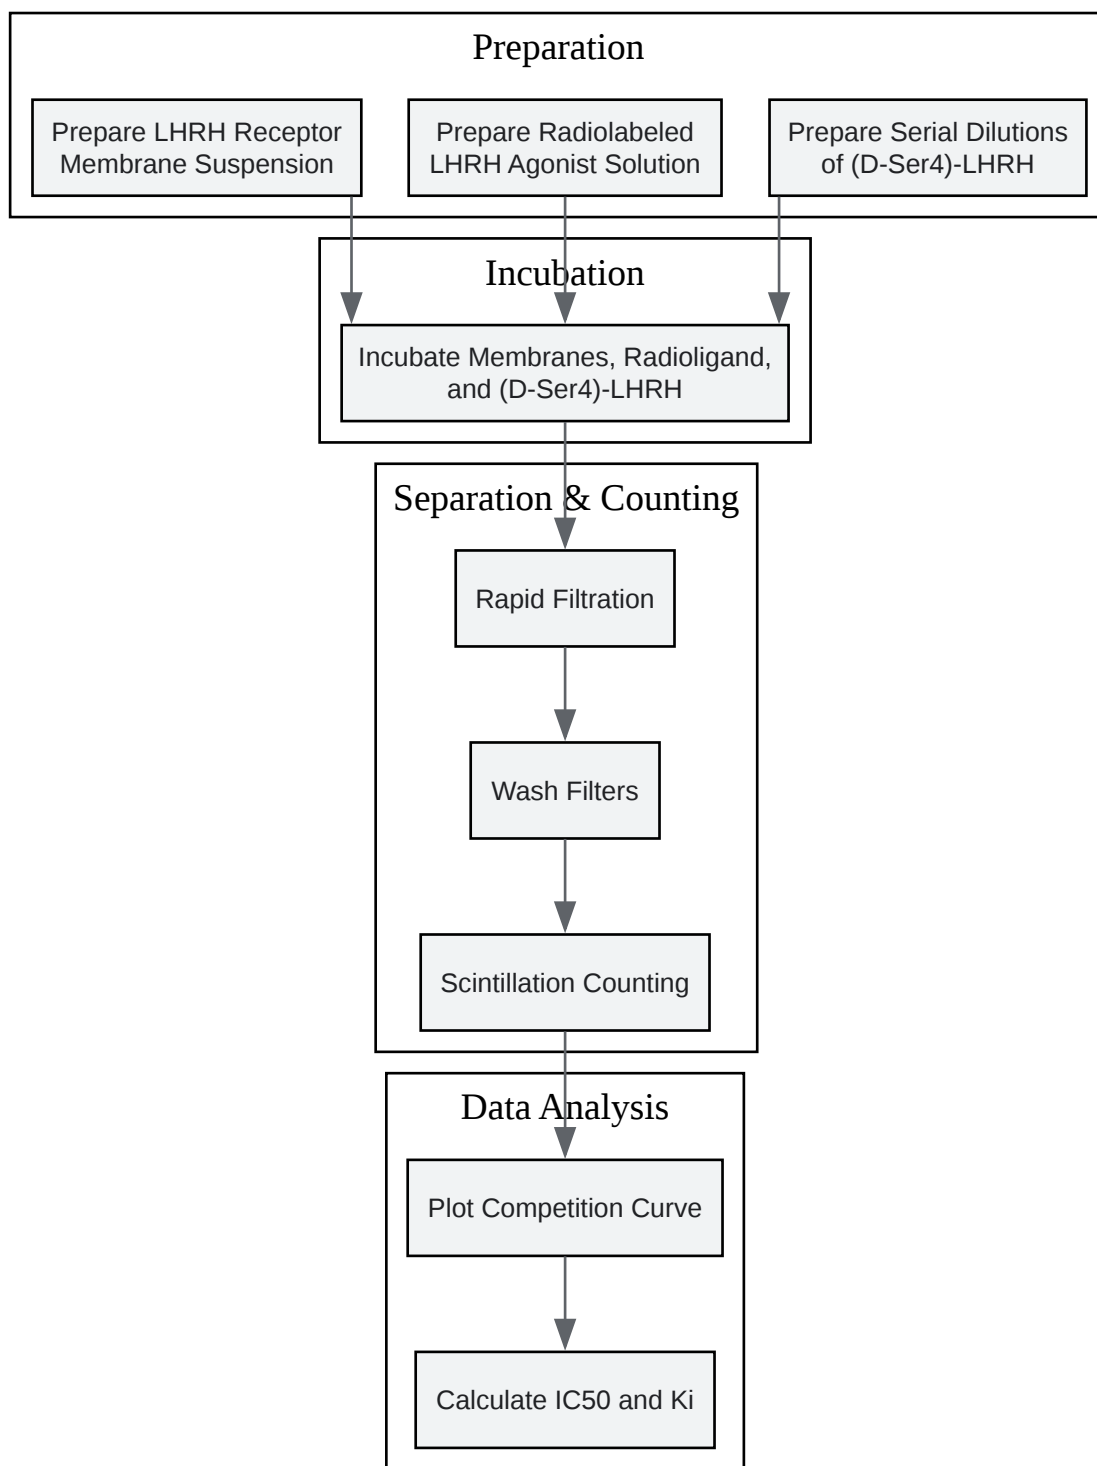 Preparation
Prepare LHRH Receptor
Membrane Suspension
Prepare Radiolabeled
LHRH Agonist Solution
Prepare Serial Dilutions
of (D-Ser4)-LHRH
Incubation
Incubate Membranes, Radioligand,
and (D-Ser4)-LHRH
Separation & Counting
Rapid Filtration
Wash Filters
Scintillation Counting
Data Analysis
Plot Competition Curve
Calculate IC50 and Ki